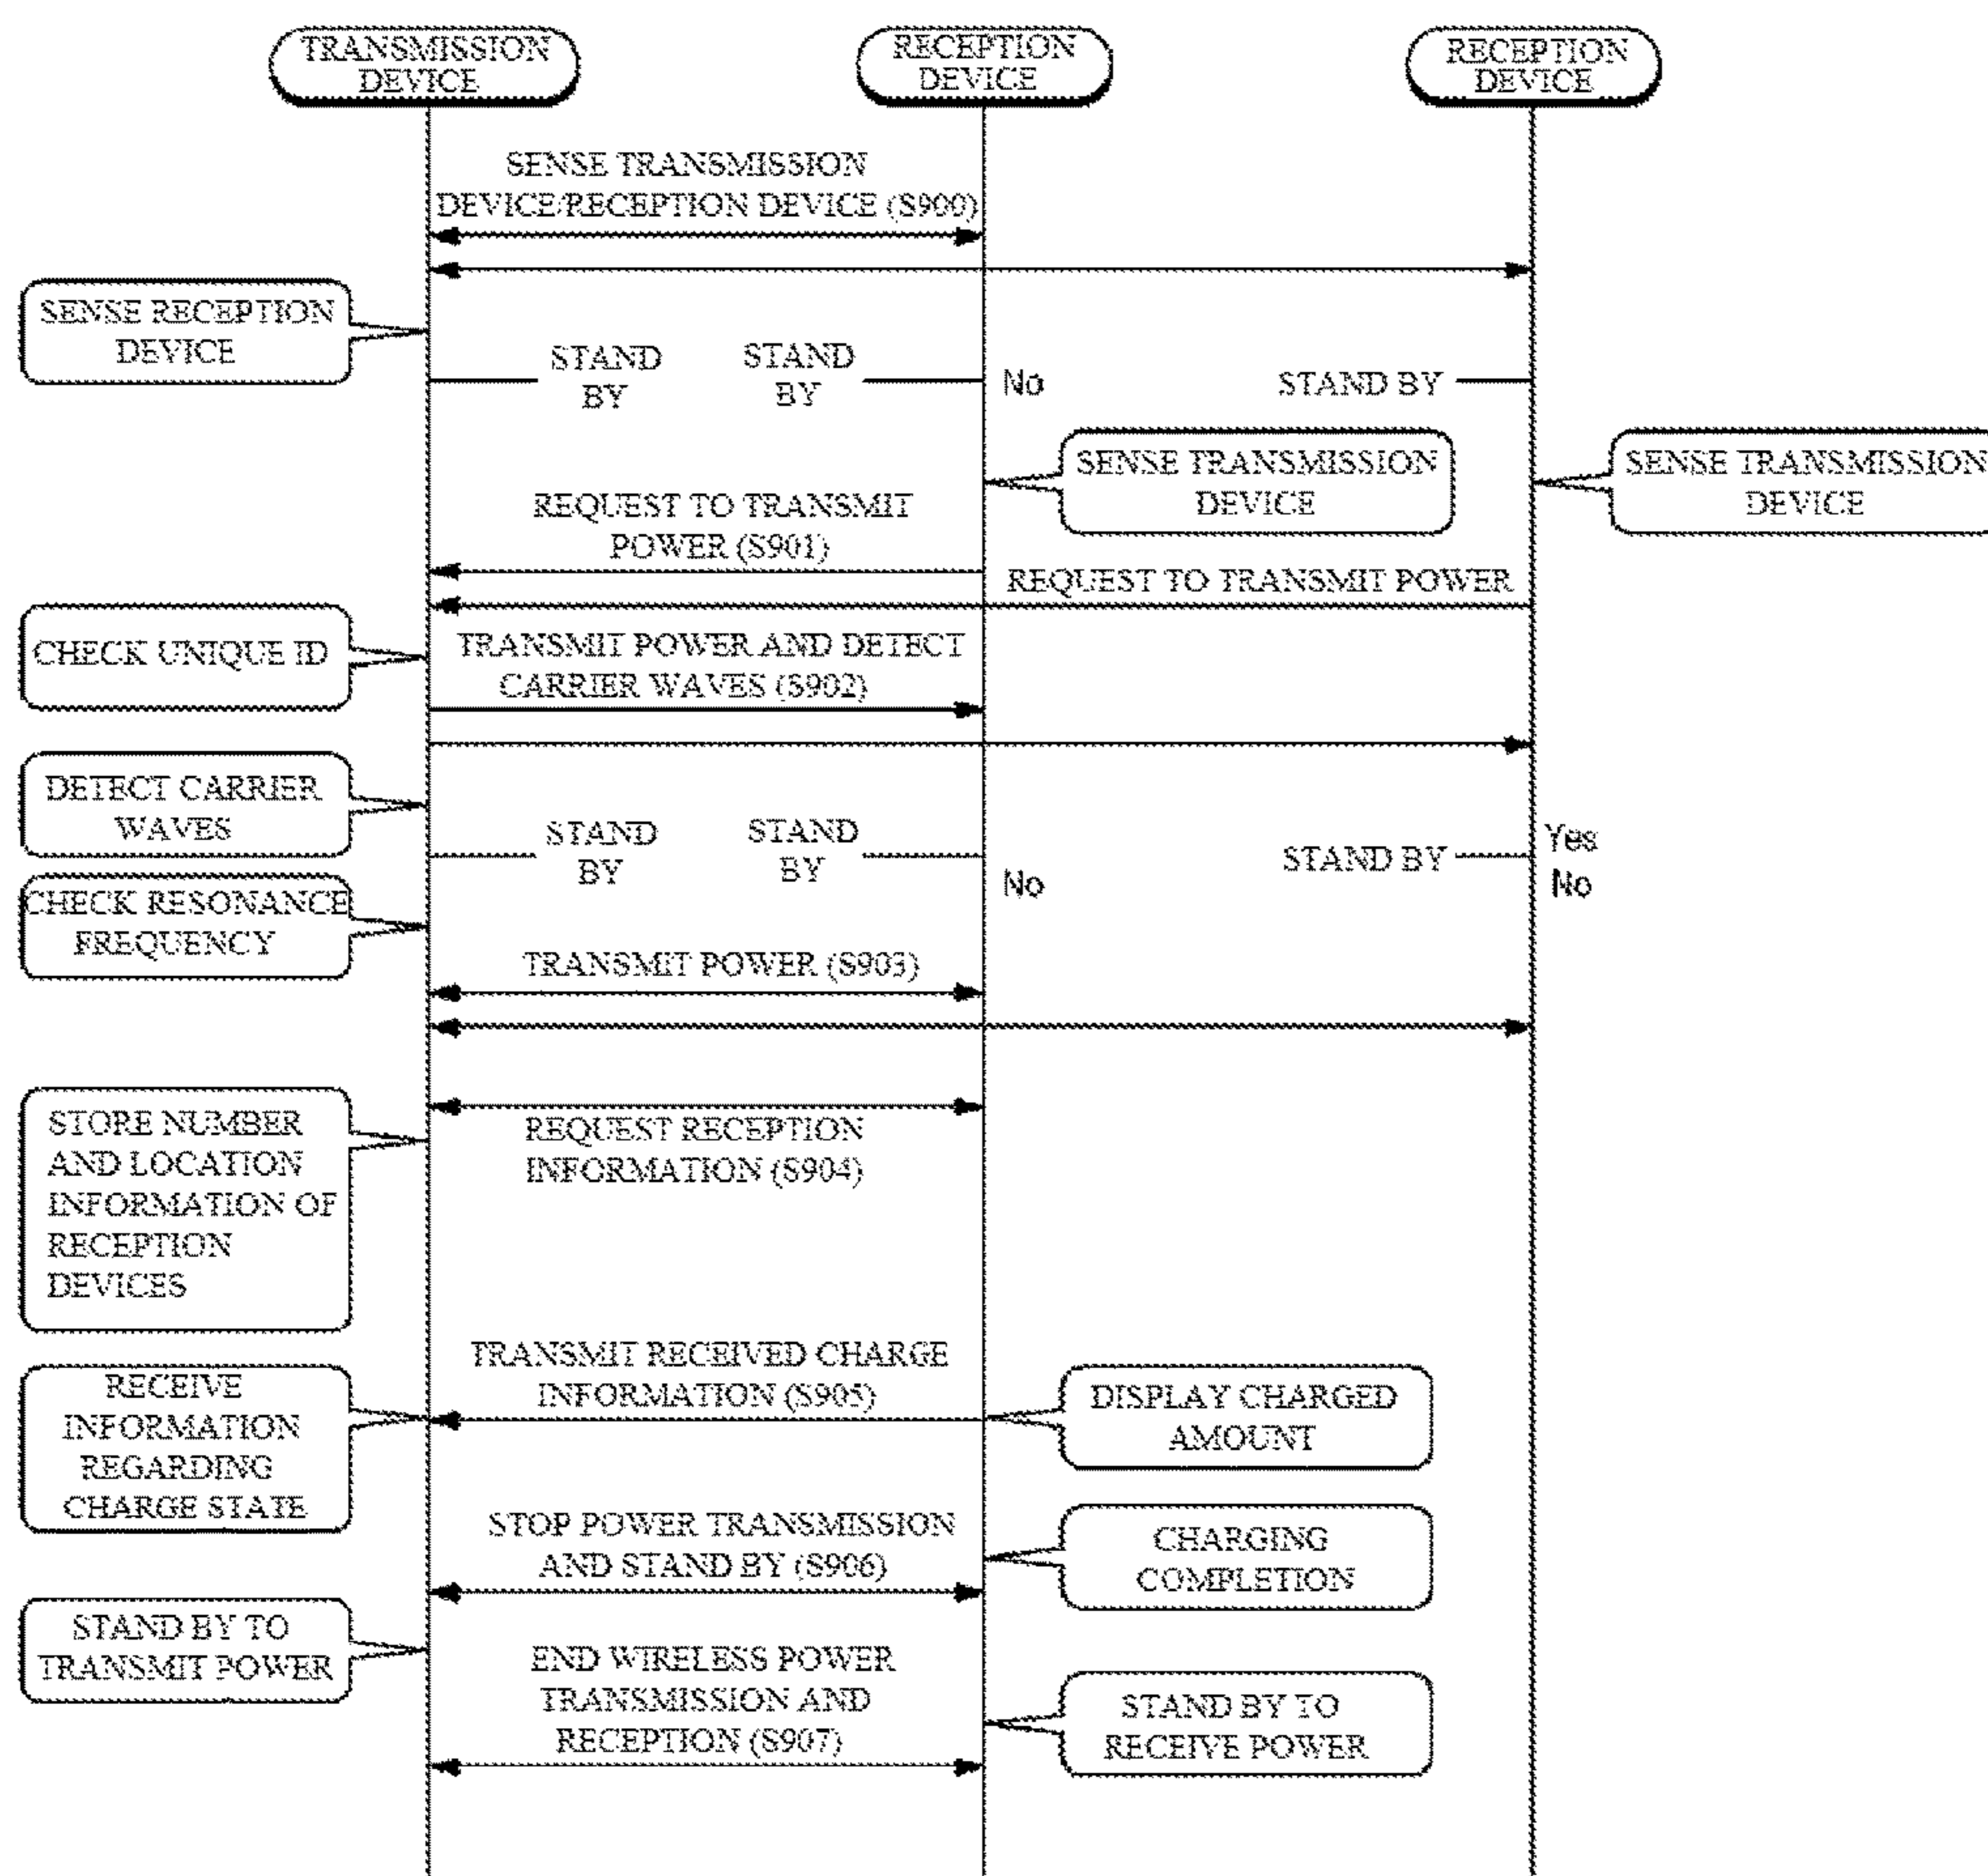 TRANSMISSION
DEVICE
RECEPTION
DEVICE
RECEPTION
DEVICE
SENSE TRANSMISSION
DEVICE/RECEPTION DEVICE (S900)
SENSE RECEPTION
DEVICE
STAND
BY
STAND
BY
No
STAND BY
SENSE TRANSMISSION
DEVICE
SENSE TRANSMISSION
DEVICE
REQUEST TO TRANSMIT
POWER (S901)
REQUEST TO TRANSMIT POWER
CHECK UNIQUE ID
TRANSMIT POWER AND DETECT
CARRIER WAVES (S902)
DETECT CARRIER
WAVES
STAND
BY
STAND
BY
No
STAND BY
Yes
No
CHECK RESONANCE
FREQUENCY
TRANSMIT POWER (S903)
STORE NUMBER
AND LOCATION
INFORMATION OF
RECEPTION
DEVICES
REQUEST RECEPTION
INFORMATION (S904)
TRANSMIT RECEIVED CHARGE
INFORMATION (S905)
RECEIVE
INFORMATION
REGARDING
CHARGE STATE
DISPLAY CHARGED
AMOUNT
STOP POWER TRANSMISSION
AND STAND BY (S906)
CHARGING
COMPLETION
STAND BY TO
TRANSMIT POWER
END WIRELESS POWER
TRANSMISSION AND
RECEPTION (S907)
STAND BY TO
RECEIVE POWER